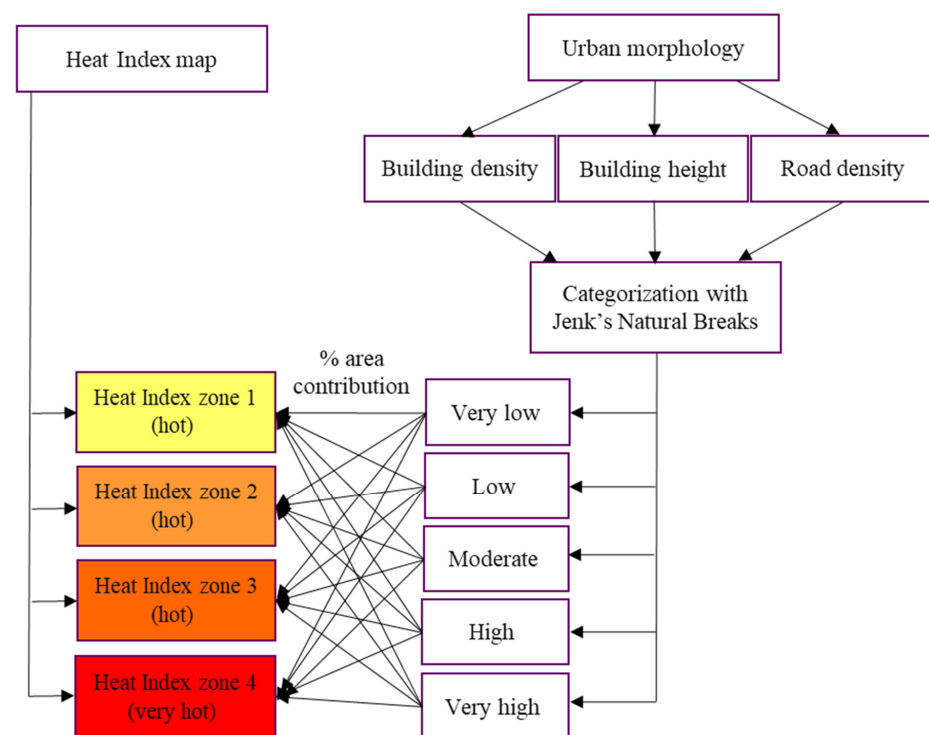 Heat Index map
Urban morphology
Building density
Building height
Road density
Categorization with
Jenk's Natural Breaks
% area
contribution
Heat Index zone 1
(hot)
Heat Index zone 2
(hot)
Heat Index zone 3
(hot)
Heat Index zone 4
(very hot)
Very low
Low
Moderate
High
Very high